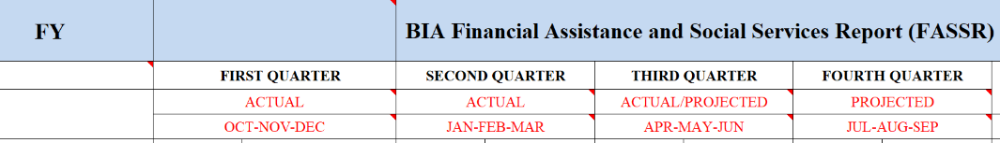 FY BIA Financial Assistance and Social Services Report (FASSR)
FIRST QUARTER SECOND QUARTER THIRD QUARTER FOURTH QUARTER
ACTUAL ACTUAL ACTUAL/PROJECTED PROJECTED
OCT-NOV-DEC JAN-FEB-MAR APR-MAY-JUN JUL-AUG-SEP